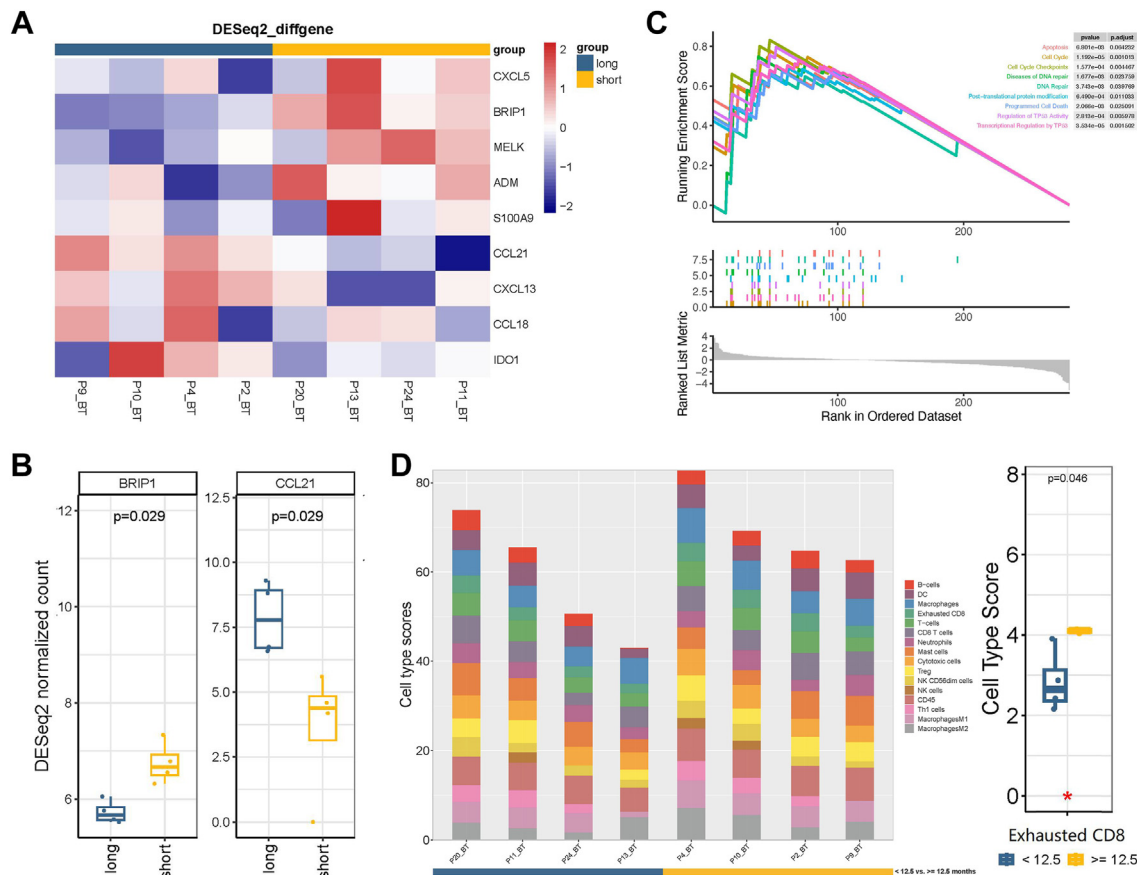 A
DESeq2_diffgene
group
CXCL5
BRIP1
MELK
ADM
S100A9
CCL21
CXCL13
CCL18
IDO1
P9_BT
P10_BT
P4_BT
P2_BT
P20_BT
P13_BT
P24_BT
P11_BT
group
long
short
2
1
0
−1
−2
C
Running Enrichment Score
0.8
0.6
0.4
0.2
0.0
100
200
pvalue p.adjust
Apoptosis
Cell Cycle
Cell Cycle Checkpoints
Diseases of DNA repair
DNA Repair
Post−translational protein modification
Programmed Cell Death
Regulation of TP53 Activity
Transcriptional Regulation by TP53
7.5
5.0
2.5
0.0
Ranked List Metric
4
2
0
−2
−4
100
200
Rank in Ordered Dataset
B
DESeq2 normalized count
BRIP1
p=0.029
12
10
8
6
long
short
CCL21
p=0.029
12.5
10.0
7.5
5.0
2.5
0.0
long
short
D
Cell type scores
80
60
40
20
0
P20_BT
P11_BT
P24_BT
P13_BT
P4_BT
P10_BT
P2_BT
P9_BT
< 12.5 vs. >= 12.5 months
B-cells
DC
Macrophages
Exhausted CD8
T-cells
CD8 T cells
Neutrophils
Mast cells
Cytotoxic cells
Treg
NK CD56dim cells
NK cells
CD45
Th1 cells
MacrophagesM1
MacrophagesM2
Cell Type Score
8
6
4
2
0
p=0.046
*
Exhausted CD8
< 12.5
>= 12.5